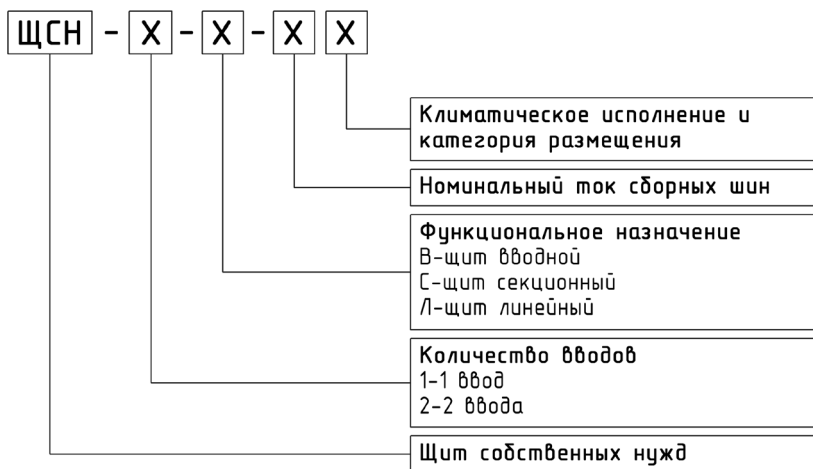 ЩСН - Х - Х - Х Х
Климатическое исполнение и
категория размещения
Номинальный ток сборных шин
Функциональное назначение
В-щит вводной
С-щит секционный
Л-щит линейный
Количество вводов
1-1 ввод
2-2 ввода
Щит собственных нужд